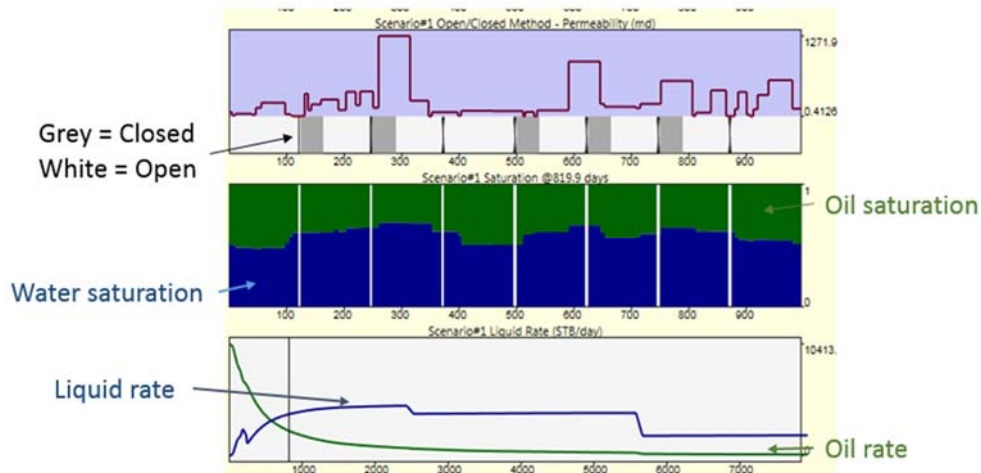 Scenario#1 Open/Closed Method - Permeability (md)
1271.9
0.4126
Grey = Closed
White = Open
100 200 300 400 500 600 700 800 900
Scenario#1 Saturation @819.9 days
1
Oil saturation
Water saturation
0
100 200 300 400 500 600 700 800 900
Scenario#1 Liquid Rate (STB/day)
10413.
Liquid rate
Oil rate
0
1000 2000 3000 4000 5000 6000 7000